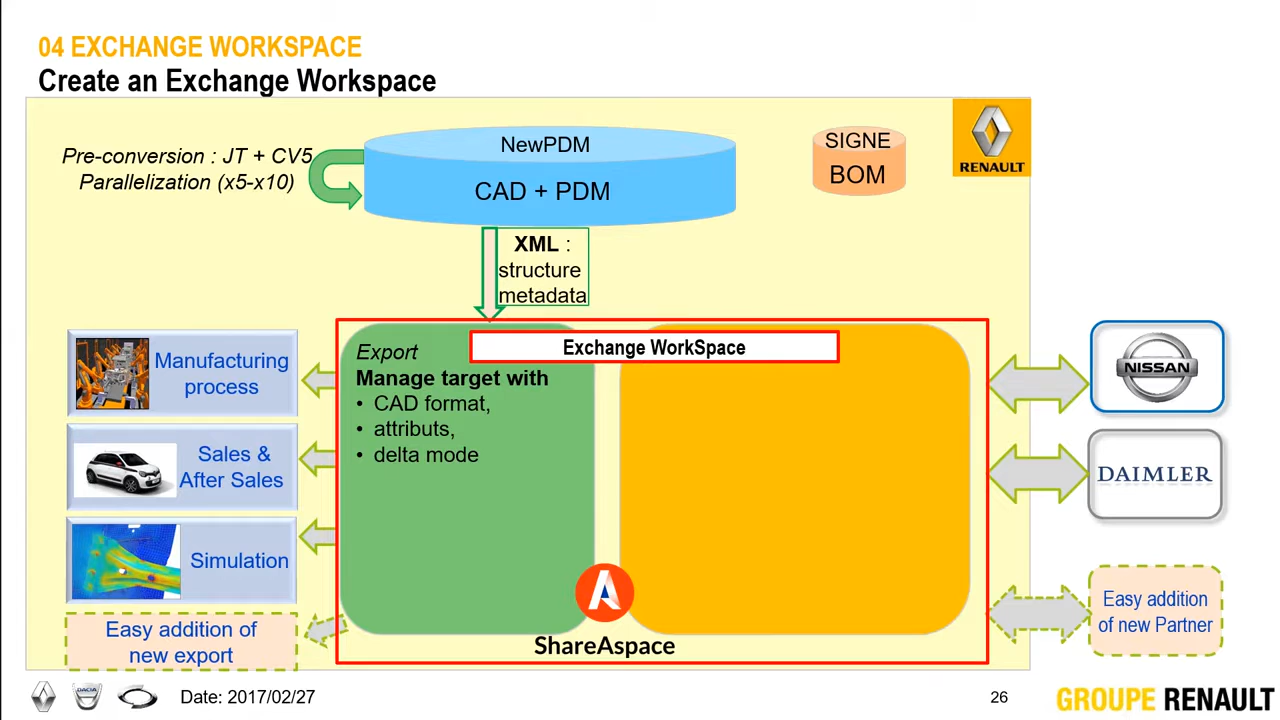 04 EXCHANGE WORKSPACE
Create an Exchange Workspace
Pre-conversion : JT + CV5
Parallelization (x5-x10)
NewPDM
CAD + PDM
SIGNE
BOM
RENAULT
XML :
structure
metadata
Exchange WorkSpace
Export
Manage target with
• CAD format,
• attributs,
• delta mode
Manufacturing
process
Sales &
After Sales
Simulation
Easy addition of
new export
ShareAspace
NISSAN
DAIMLER
Easy addition
of new Partner
DACIA
Date: 2017/02/27
26
GROUPE RENAULT